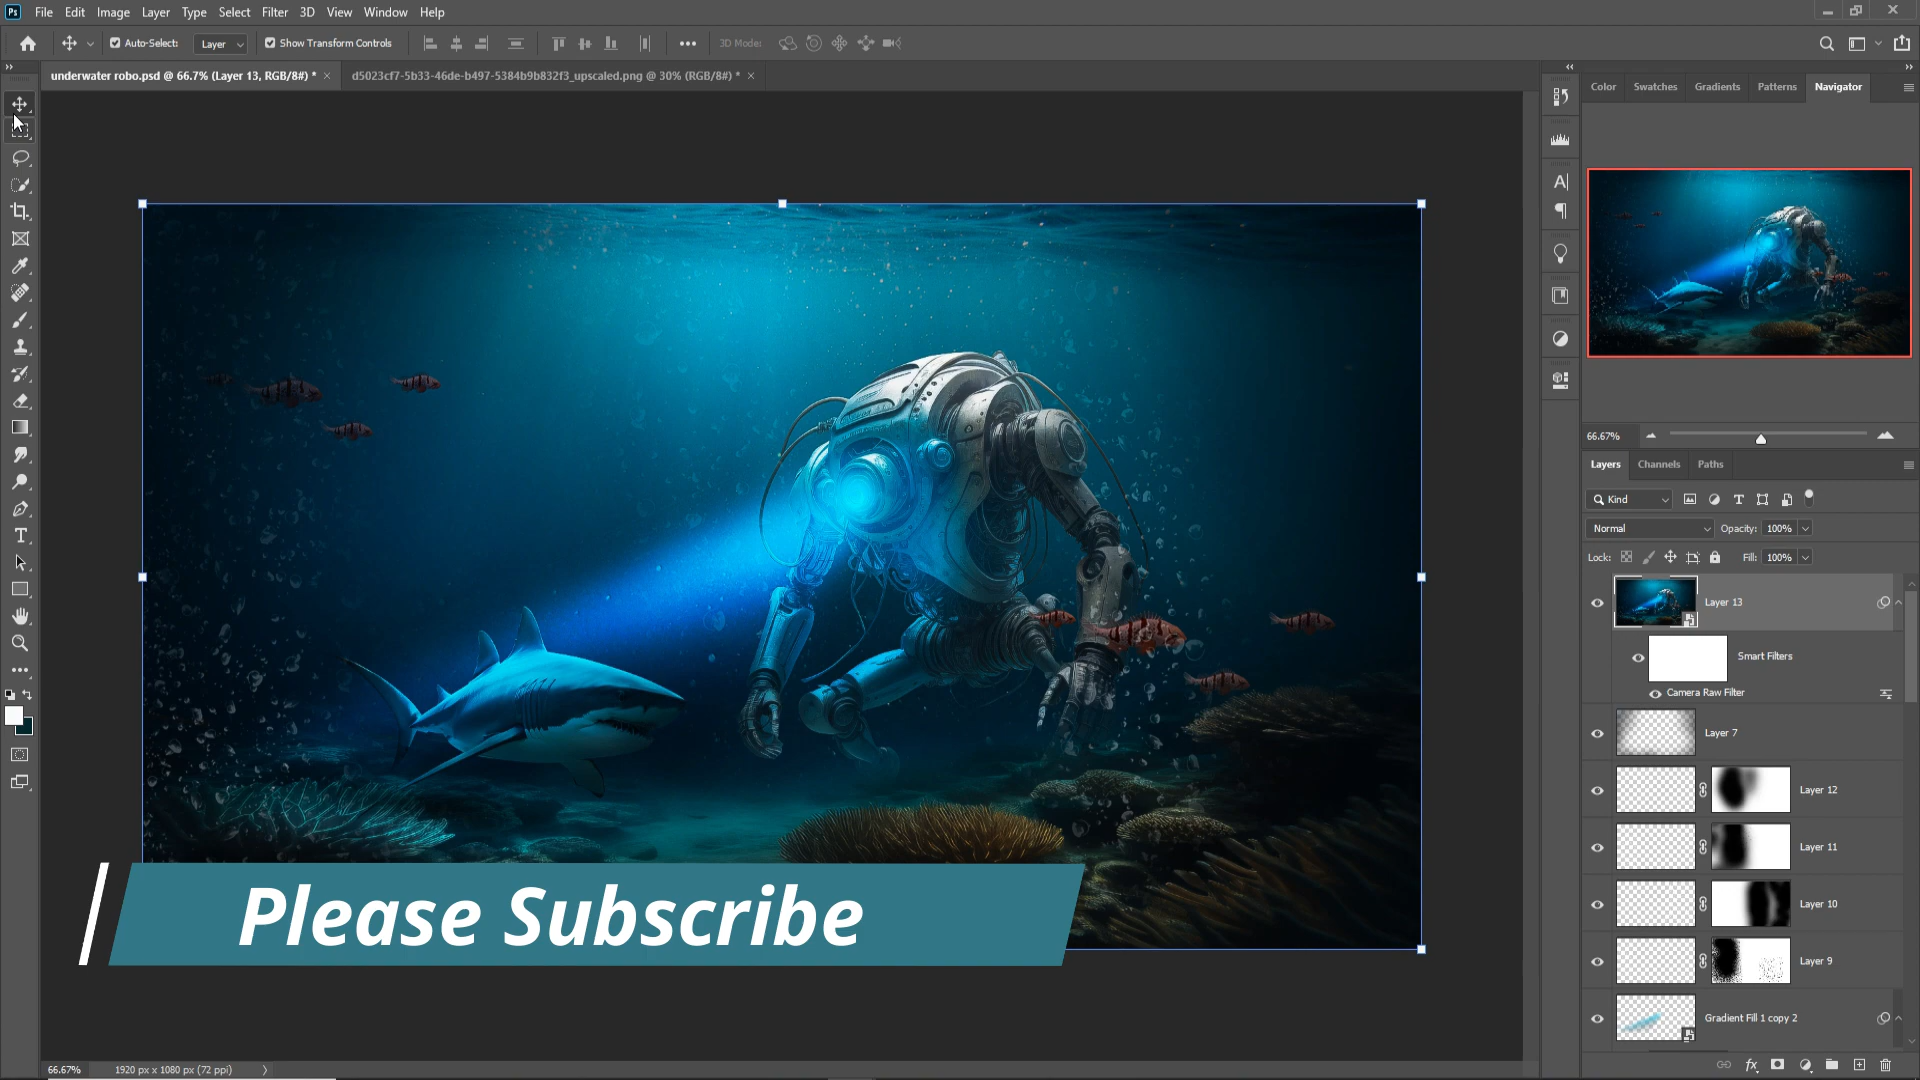 Ps File Edit Image Layer Type Select Filter 3D View Window Help
Auto-Select: Layer Show Transform Controls 3D Mode:
underwater robo.psd @ 66.7% (Layer 13, RGB/8#) * × d5023cf7-5b33-46de-b497-5384b9b832f3_upscaled.png @ 30% (RGB/8#) * ×
Color Swatches Gradients Patterns Navigator
66.67%
Layers Channels Paths
Kind
Normal Opacity: 100%
Lock: Fill: 100%
Layer 13
Smart Filters
Camera Raw Filter
Layer 7
Layer 12
Layer 11
Layer 10
Layer 9
Gradient Fill 1 copy 2
Please Subscribe
66.67% 1920 px x 1080 px (72 ppi)